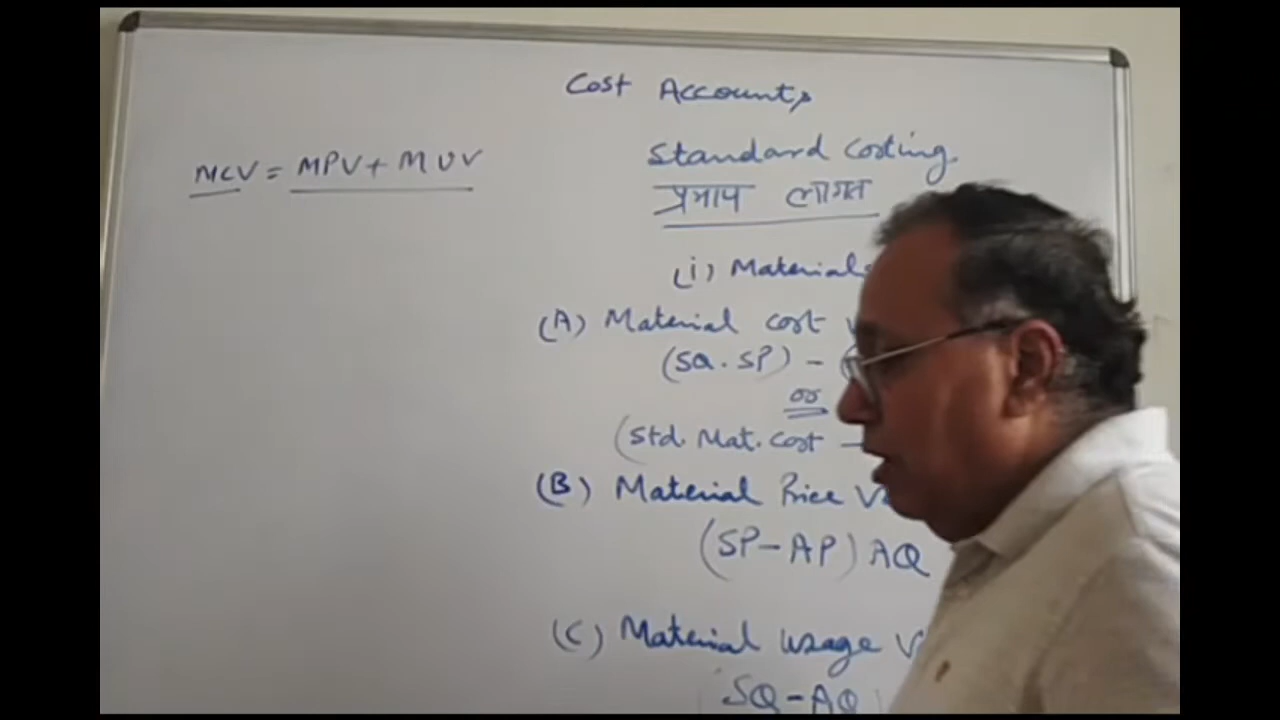 Cost Accounts
MCV = MPV + MUV
Standard Costing
प्रमाप लागत
(i) Materials
(A) Material cost
(SQ.SP) -
or
(Std. Mat. Cost -
(B) Material Price
(SP-AP) AQ
(C) Material usage
SQ-AQ